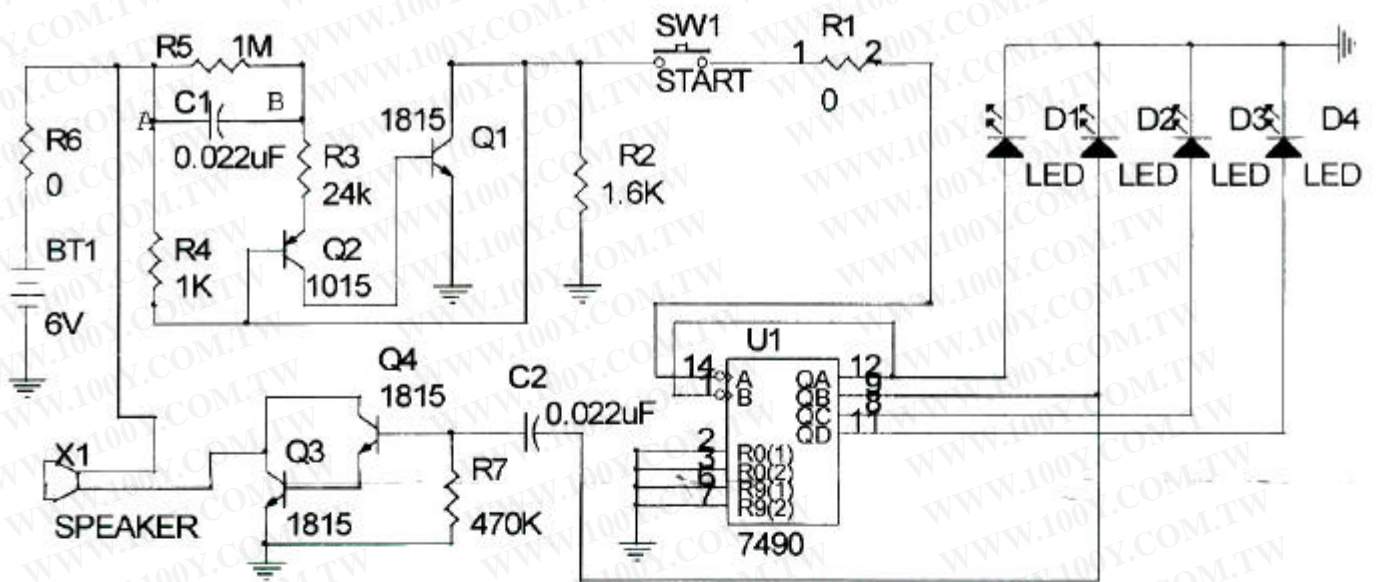 WWW.100Y.COM.TW
R5 1M
SW1
START
R1
1 2
0
C1
A B
0.022uF
R6
0
1815 Q1
R3
24k
R2
1.6K
D1 D2 D3 D4
LED LED LED LED
BT1
6V
R4
1K
Q2
1015
Q4
1815
C2
0.022uF
U1
14 A QA 12
1 B QB 9
QC 8
QD 11
2 R0(1)
3 R0(2)
6 R9(1)
7 R9(2)
7490
X1
SPEAKER
Q3
1815
R7
470K